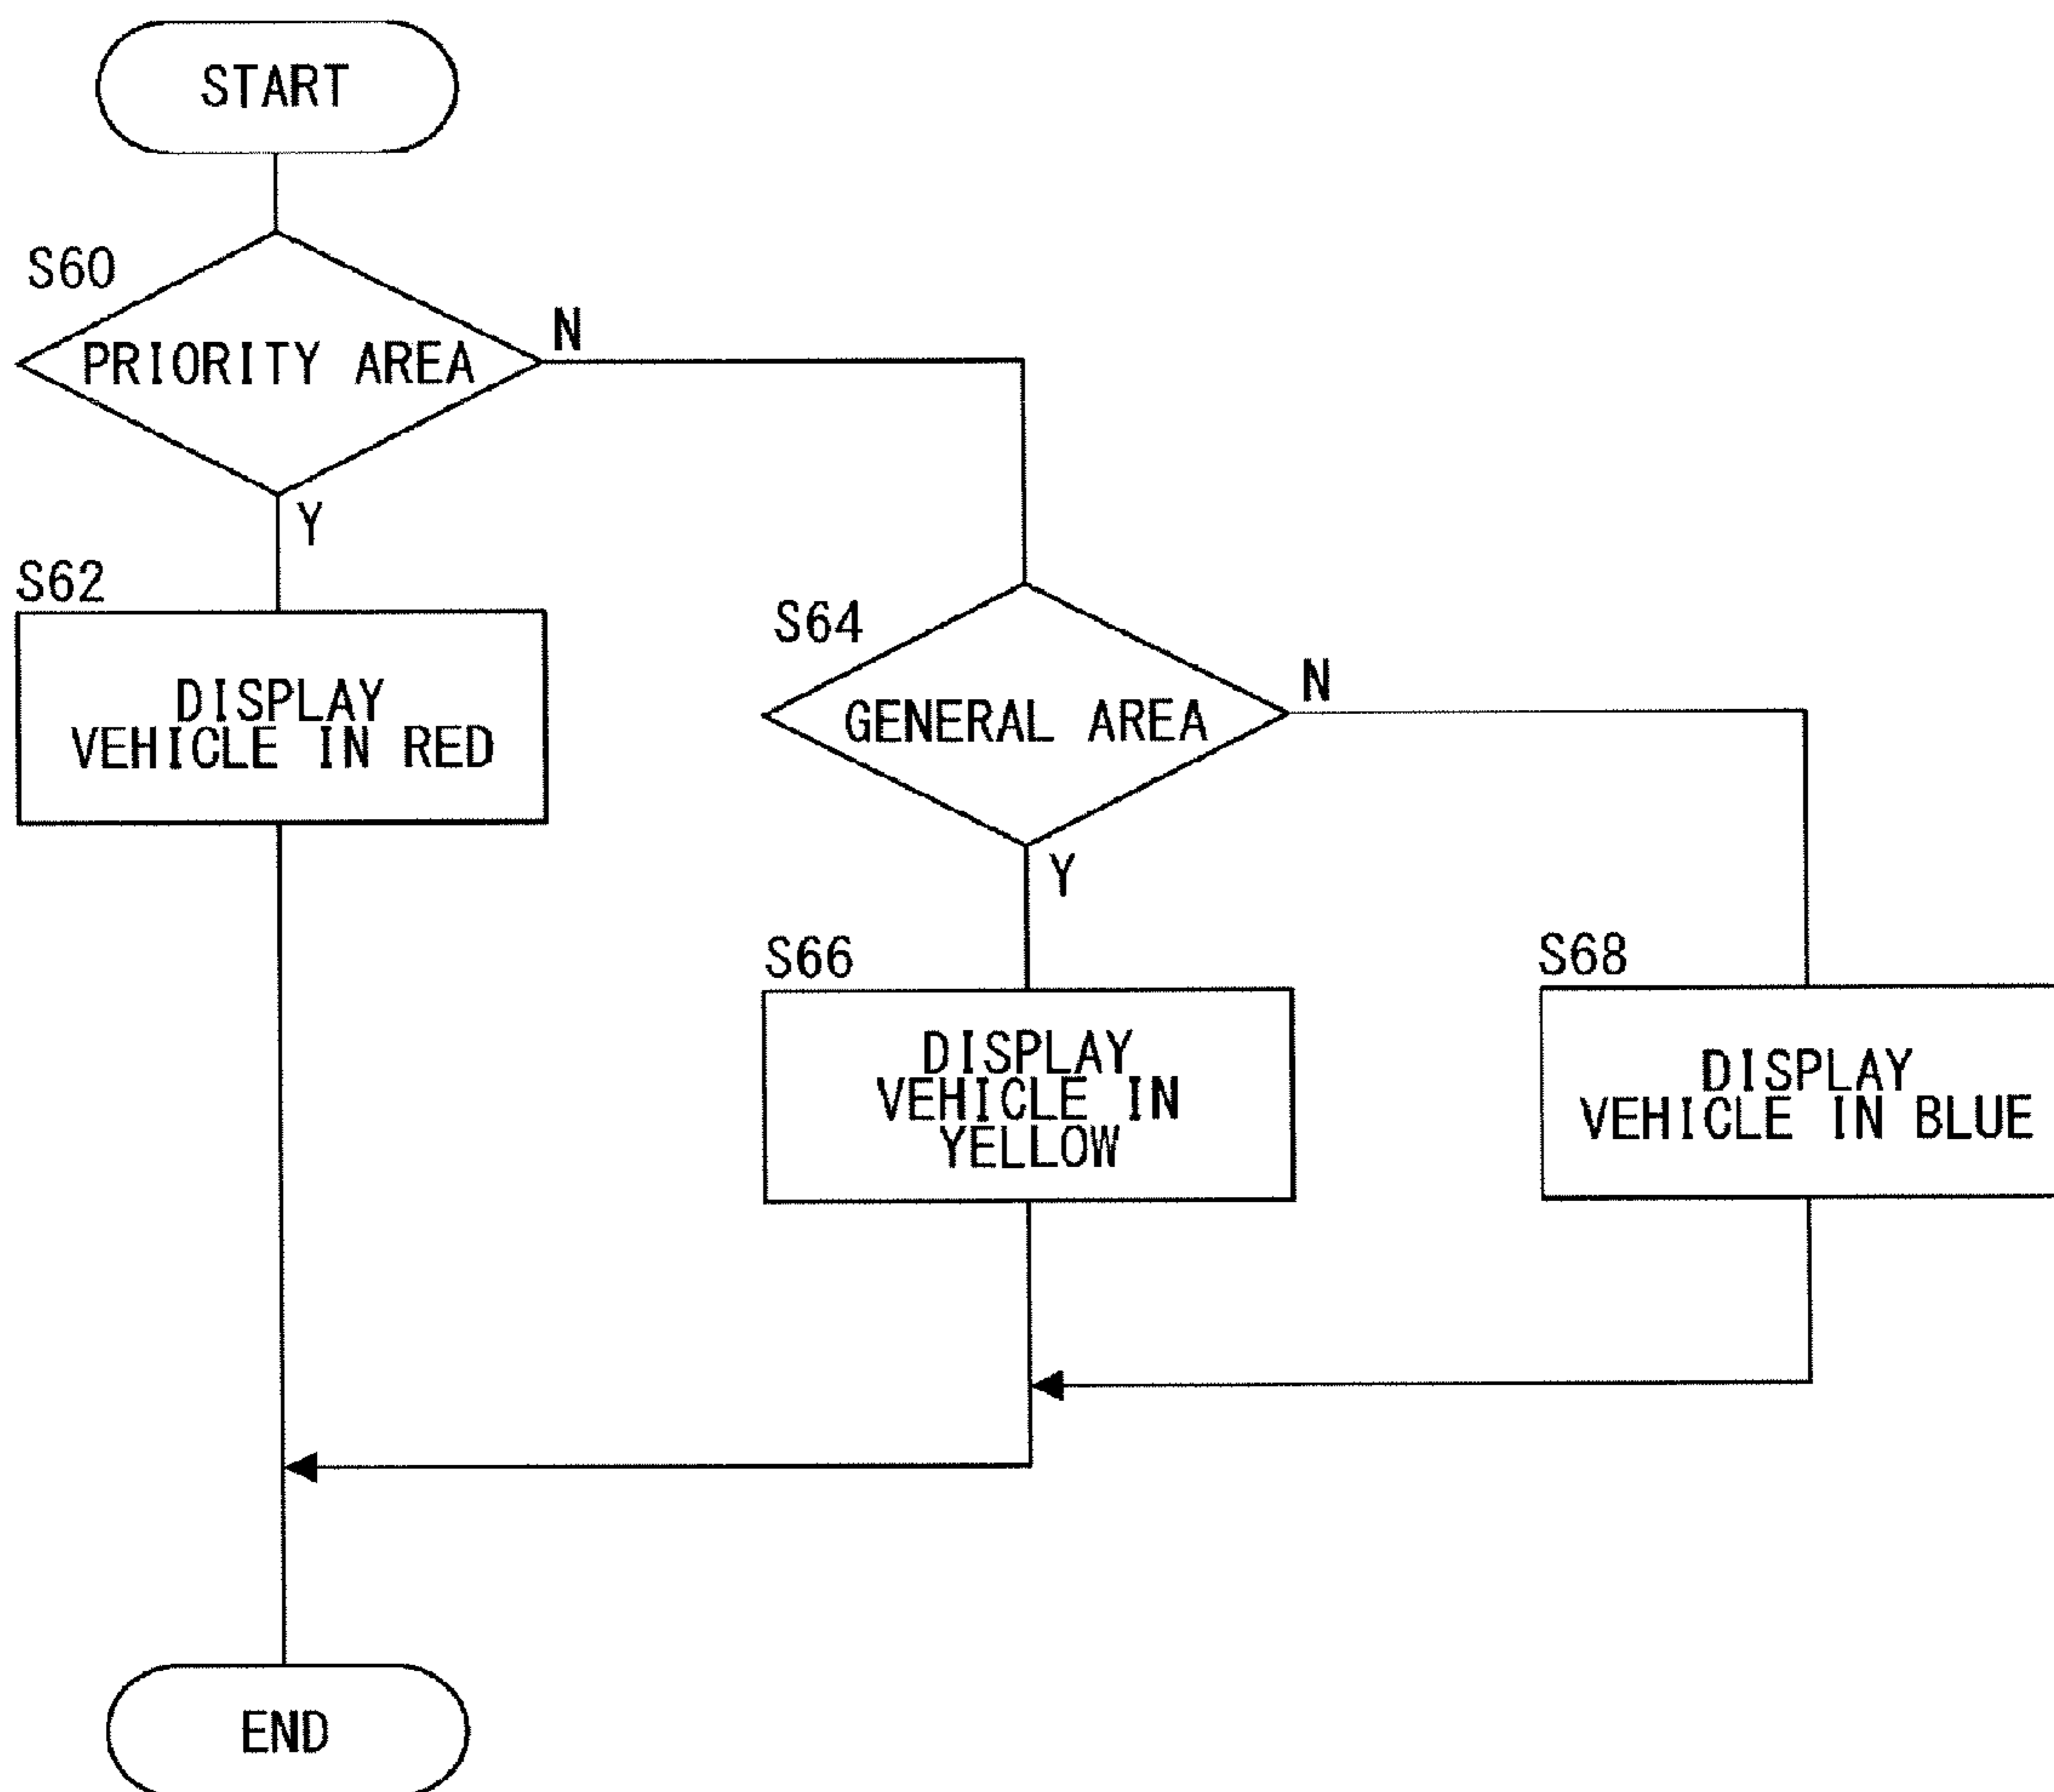 START
S60
PRIORITY AREA
N
Y
S62
DISPLAY
VEHICLE IN RED
S64
GENERAL AREA
N
Y
S66
DISPLAY
VEHICLE IN
YELLOW
S68
DISPLAY
VEHICLE IN BLUE
END